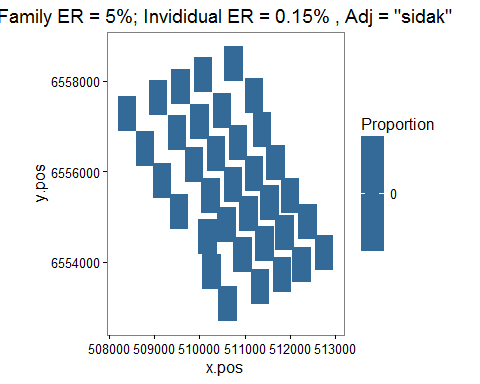 Family ER = 5%; Invididual ER = 0.15% , Adj = "sidak"
Proportion
0
y.pos
6558000
6556000
6554000
508000 509000 510000 511000 512000 513000
x.pos